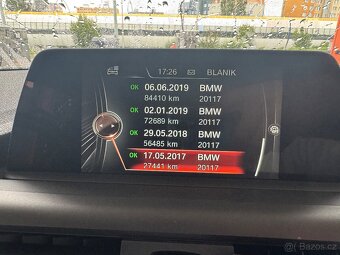 17:26 BLANIK
OK 06.06.2019 BMW
84410 km 20117
OK 02.01.2019 BMW
72689 km 20117
OK 29.05.2018 BMW
56485 km 20117
OK 17.05.2017 BMW
27441 km 20117
Bazoš.cz